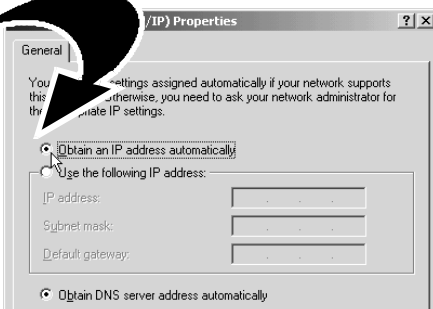 /IP) Properties
General
You settings assigned automatically if your network supports
this Otherwise, you need to ask your network administrator for
the IP settings.
Obtain an IP address automatically
Use the following IP address:
IP address:
Subnet mask:
Default gateway:
Obtain DNS server address automatically